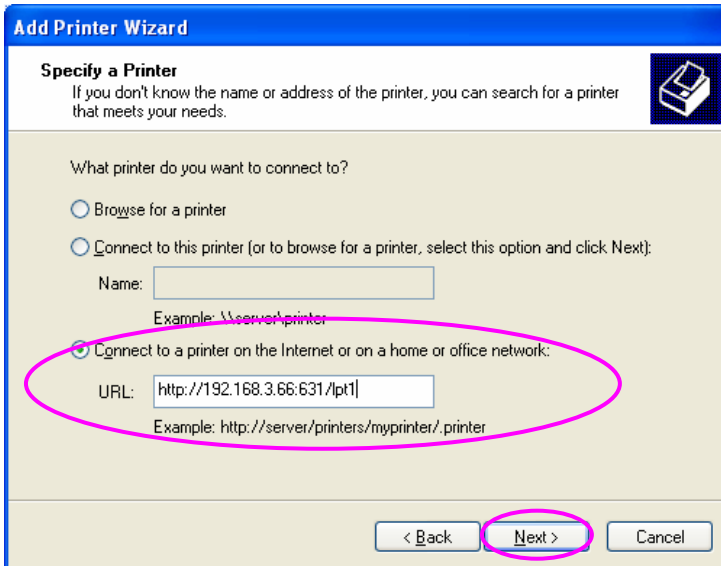 Add Printer Wizard
Specify a Printer
If you don't know the name or address of the printer, you can search for a printer
that meets your needs.
What printer do you want to connect to?
Browse for a printer
Connect to this printer (or to browse for a printer, select this option and click Next):
Name:
Example: \\server\printer
Connect to a printer on the Internet or on a home or office network:
URL: http://192.168.3.66:631/lpt1
Example: http://server/printers/myprinter/.printer
< Back Next > Cancel